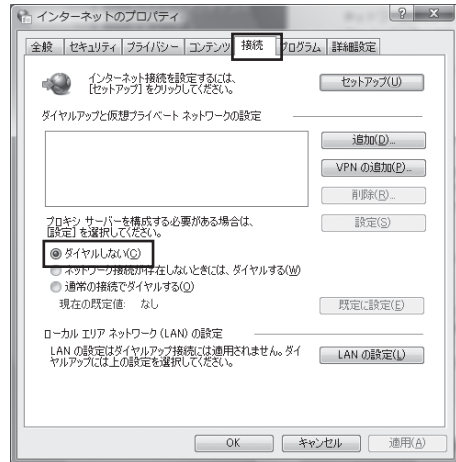 インターネットのプロパティ
全般 セキュリティ プライバシー コンテンツ 接続 プログラム 詳細設定
インターネット接続を設定するには、
[セットアップ] をクリックしてください。
セットアップ(U)
ダイヤルアップと仮想プライベート ネットワークの設定
追加(D)...
VPN の追加(P)...
削除(R)...
プロキシ サーバーを構成する必要がある場合は、
[設定] を選択してください。
設定(S)
ダイヤルしない(C)
ネットワーク接続が存在しないときには、ダイヤルする(W)
通常の接続でダイヤルする(O)
現在の既定値: なし
既定に設定(E)
ローカル エリア ネットワーク (LAN) の設定
LAN の設定はダイヤルアップ接続には適用されません。ダイ
ヤルアップには上の設定を選択してください。
LAN の設定(L)
OK キャンセル 適用(A)